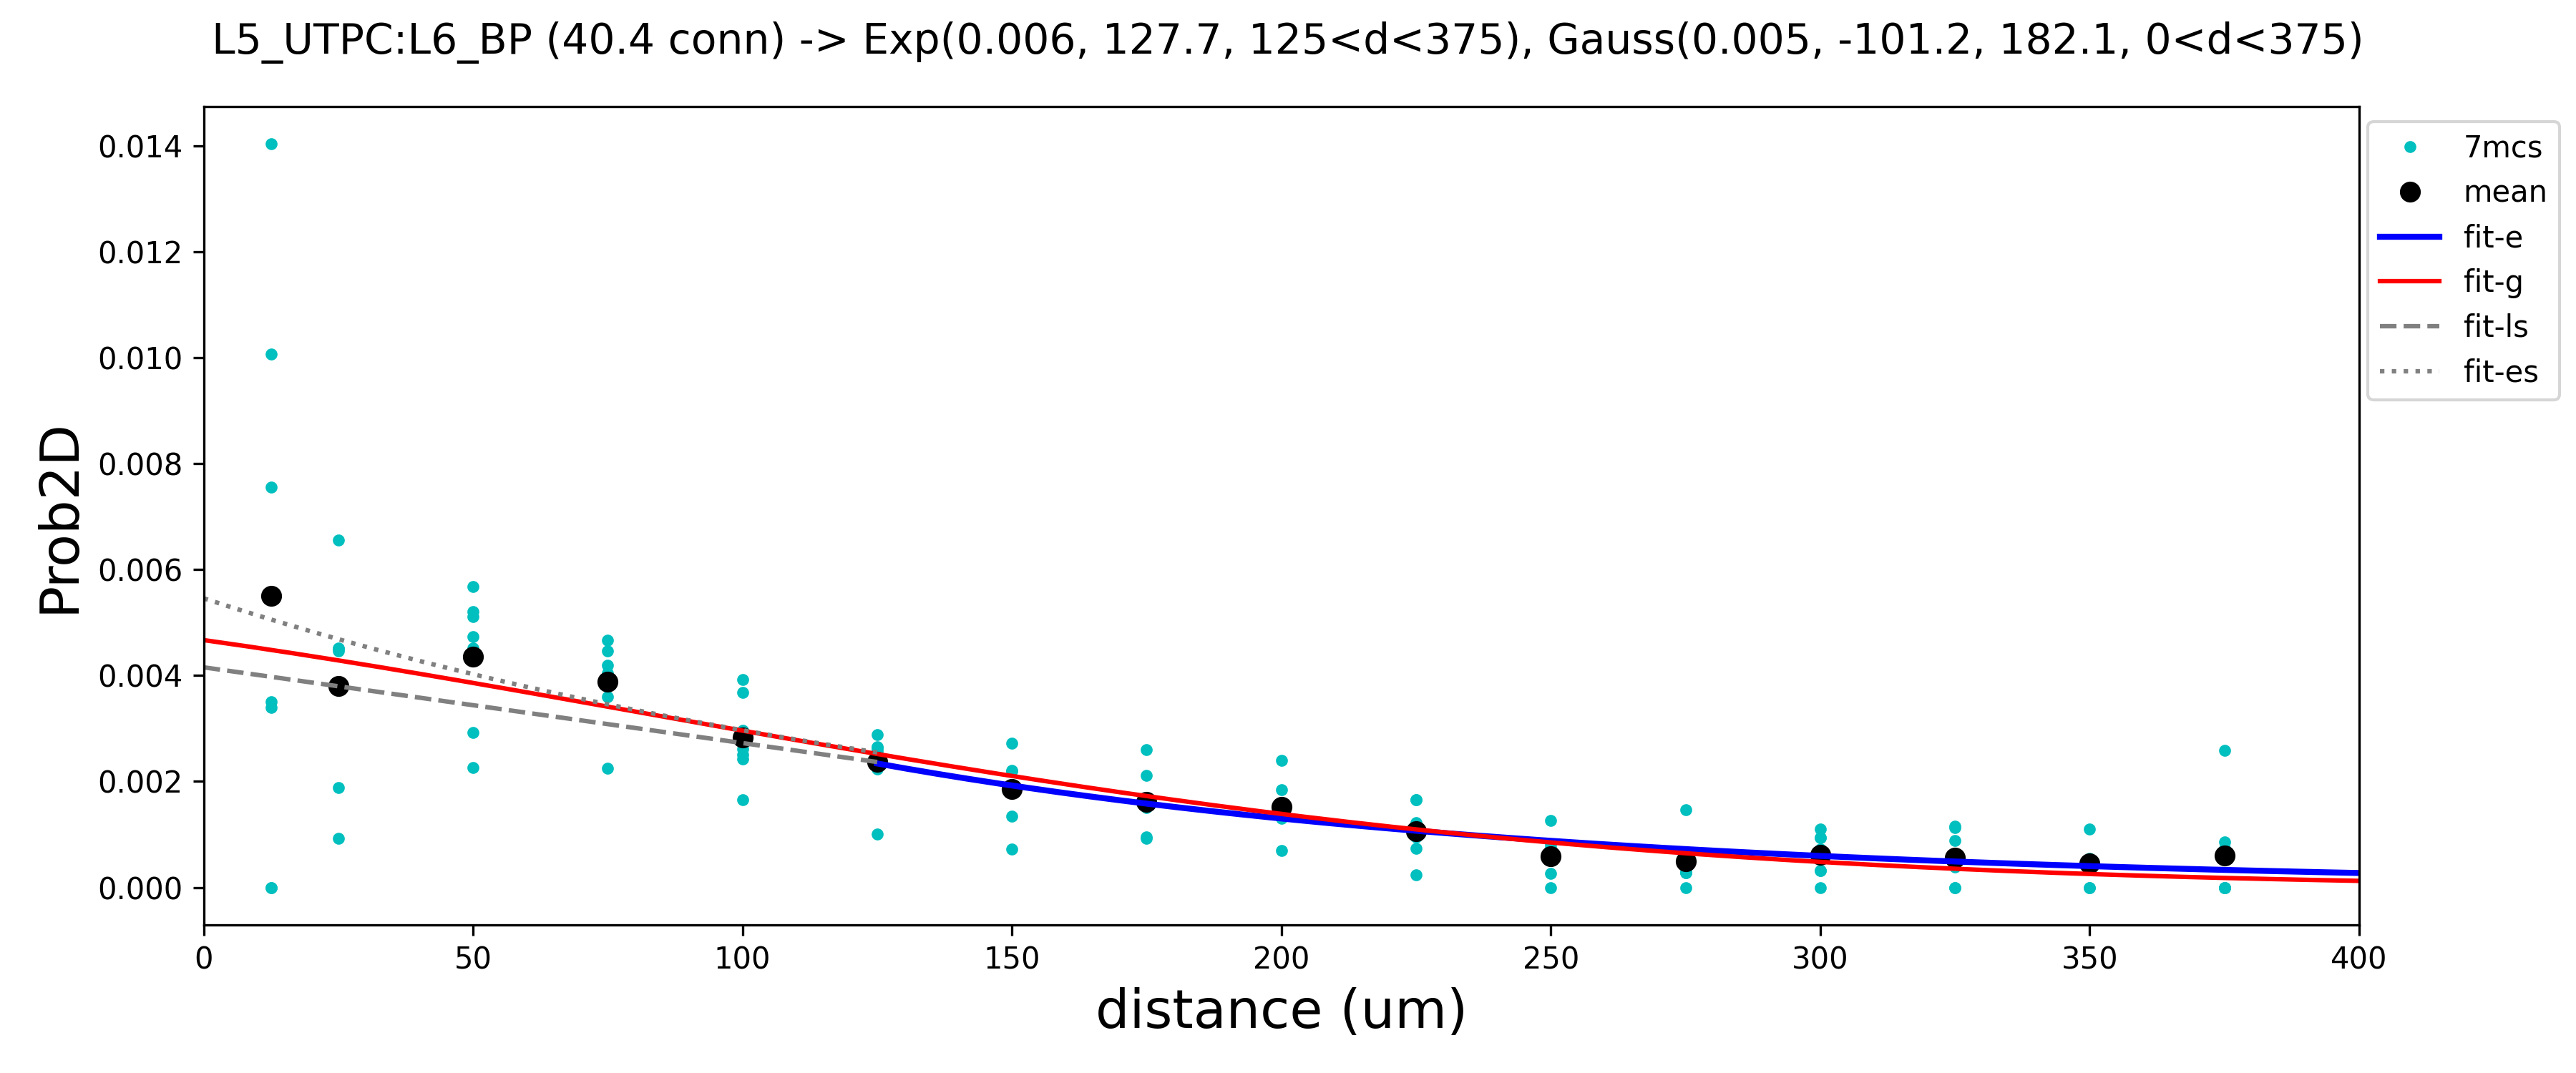 L5_UTPC:L6_BP (40.4 conn) -> Exp(0.006, 127.7, 125<d<375), Gauss(0.005, -101.2, 182.1, 0<d<375)
7mcs
mean
fit-e
fit-g
fit-ls
fit-es
Prob2D
0.014
0.012
0.010
0.008
0.006
0.004
0.002
0.000
0 50 100 150 200 250 300 350 400
distance (um)